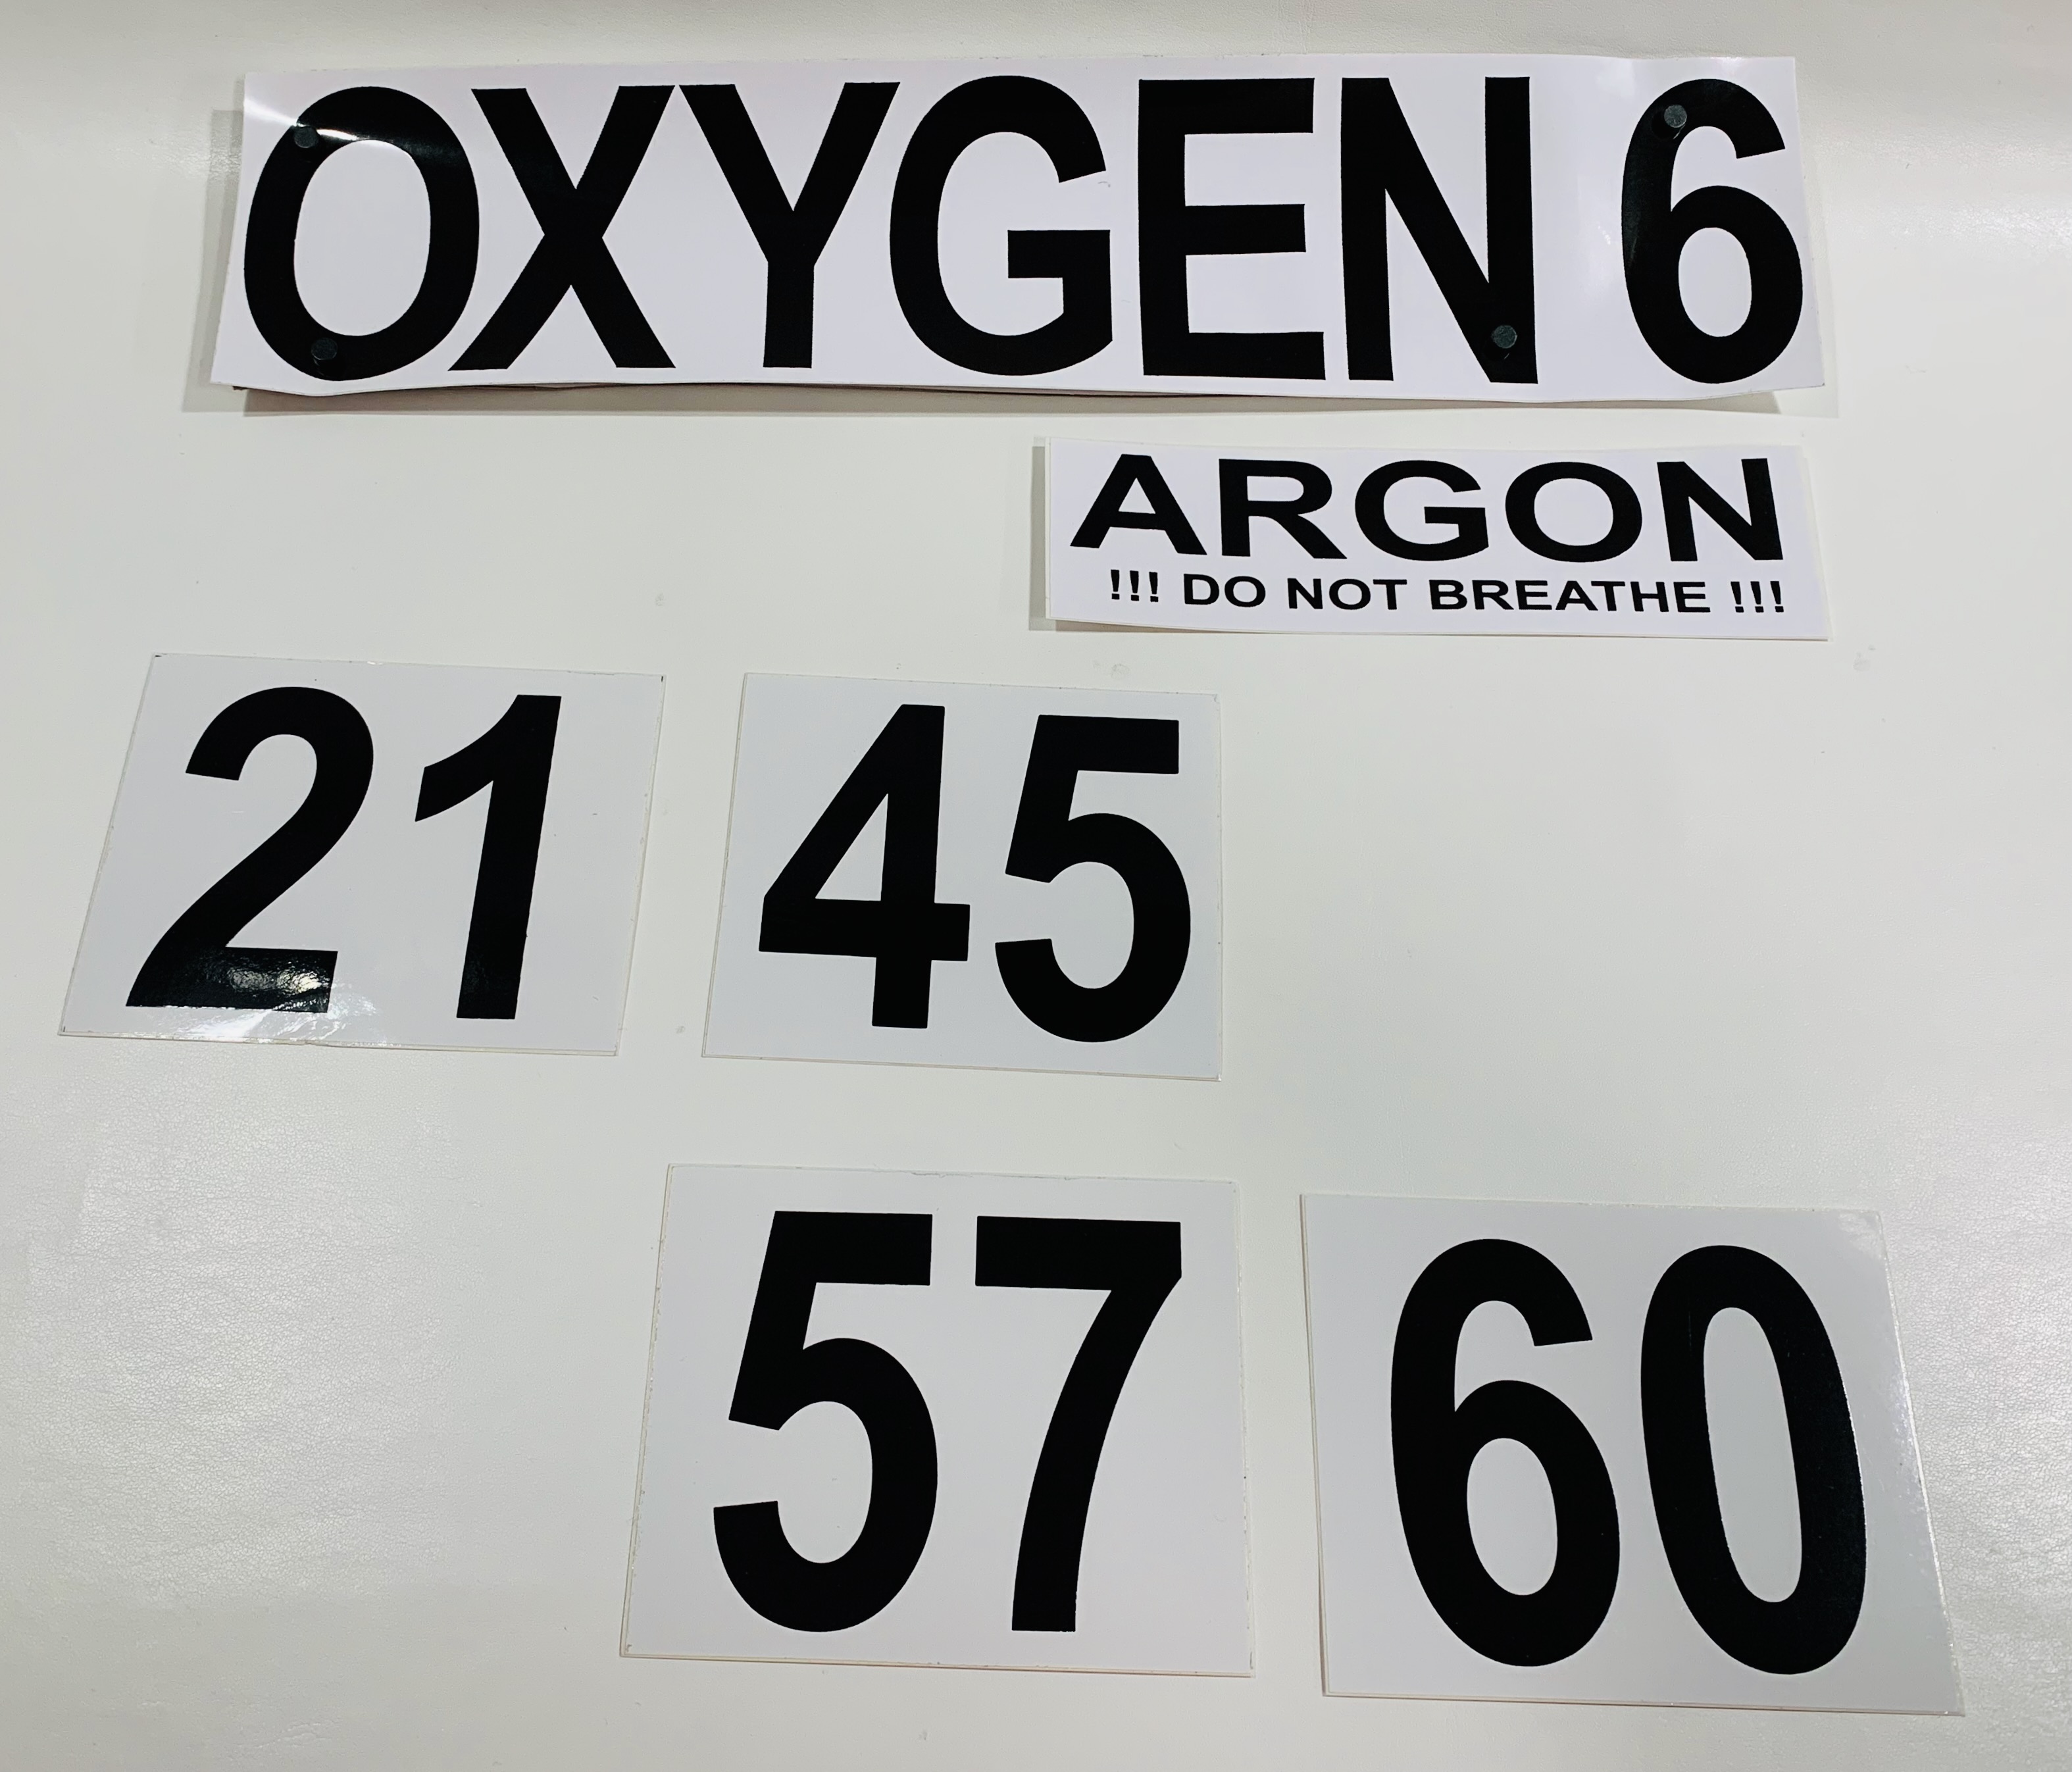 OXYGEN 6
ARGON
!!! DO NOT BREATHE !!!
21
45
57
60